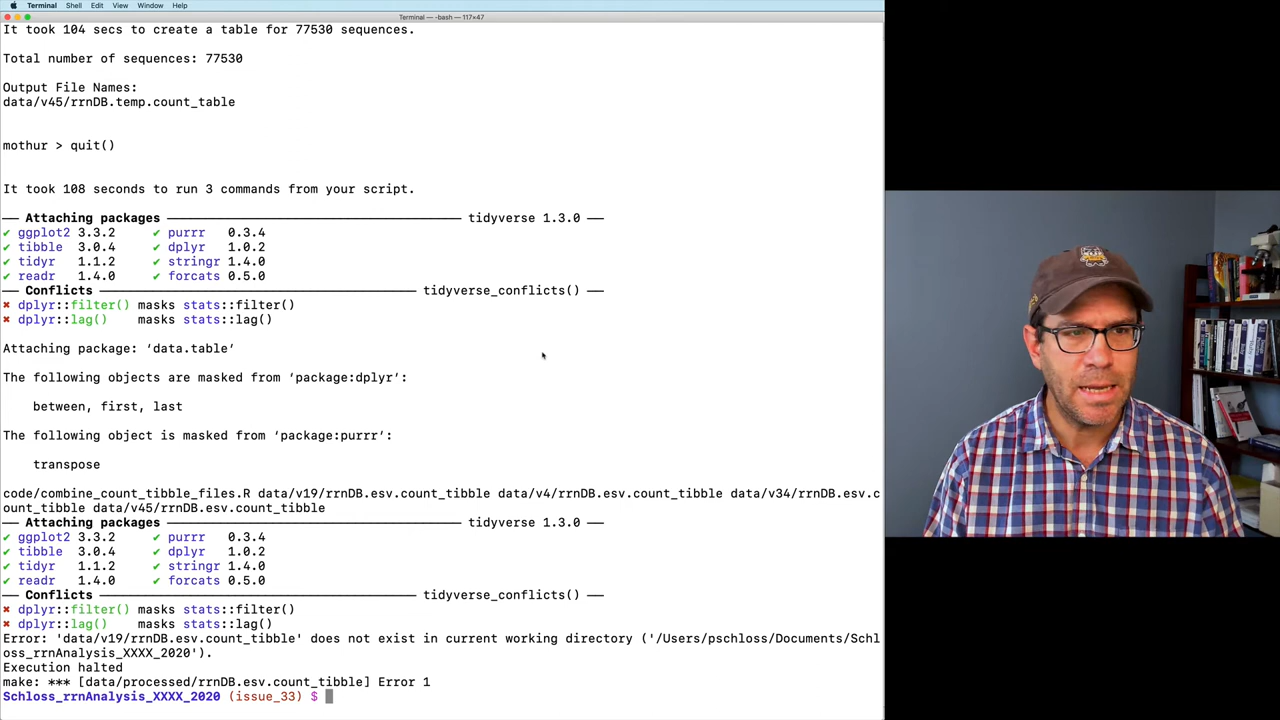 Terminal Shell Edit View Window Help
Terminal — -bash — 117×47
It took 104 secs to create a table for 77530 sequences.
Total number of sequences: 77530
Output File Names:
data/v45/rrnDB.temp.count_table
mothur > quit()
It took 108 seconds to run 3 commands from your script.
── Attaching packages ─────────────────────────────────────── tidyverse 1.3.0 ──
✔ ggplot2 3.3.2     ✔ purrr   0.3.4
✔ tibble  3.0.4     ✔ dplyr   1.0.2
✔ tidyr   1.1.2     ✔ stringr 1.4.0
✔ readr   1.4.0     ✔ forcats 0.5.0
── Conflicts ────────────────────────────────────────── tidyverse_conflicts() ──
✖ dplyr::filter() masks stats::filter()
✖ dplyr::lag()    masks stats::lag()
Attaching package: ‘data.table’
The following objects are masked from ‘package:dplyr’:
between, first, last
The following object is masked from ‘package:purrr’:
transpose
code/combine_count_tibble_files.R data/v19/rrnDB.esv.count_tibble data/v4/rrnDB.esv.count_tibble data/v34/rrnDB.esv.c
ount_tibble data/v45/rrnDB.esv.count_tibble
── Attaching packages ─────────────────────────────────────── tidyverse 1.3.0 ──
✔ ggplot2 3.3.2     ✔ purrr   0.3.4
✔ tibble  3.0.4     ✔ dplyr   1.0.2
✔ tidyr   1.1.2     ✔ stringr 1.4.0
✔ readr   1.4.0     ✔ forcats 0.5.0
── Conflicts ────────────────────────────────────────── tidyverse_conflicts() ──
✖ dplyr::filter() masks stats::filter()
✖ dplyr::lag()    masks stats::lag()
Error: 'data/v19/rrnDB.esv.count_tibble' does not exist in current working directory ('/Users/pschloss/Documents/Schl
oss_rrnAnalysis_XXXX_2020').
Execution halted
make: *** [data/processed/rrnDB.esv.count_tibble] Error 1
Schloss_rrnAnalysis_XXXX_2020 (issue_33) $